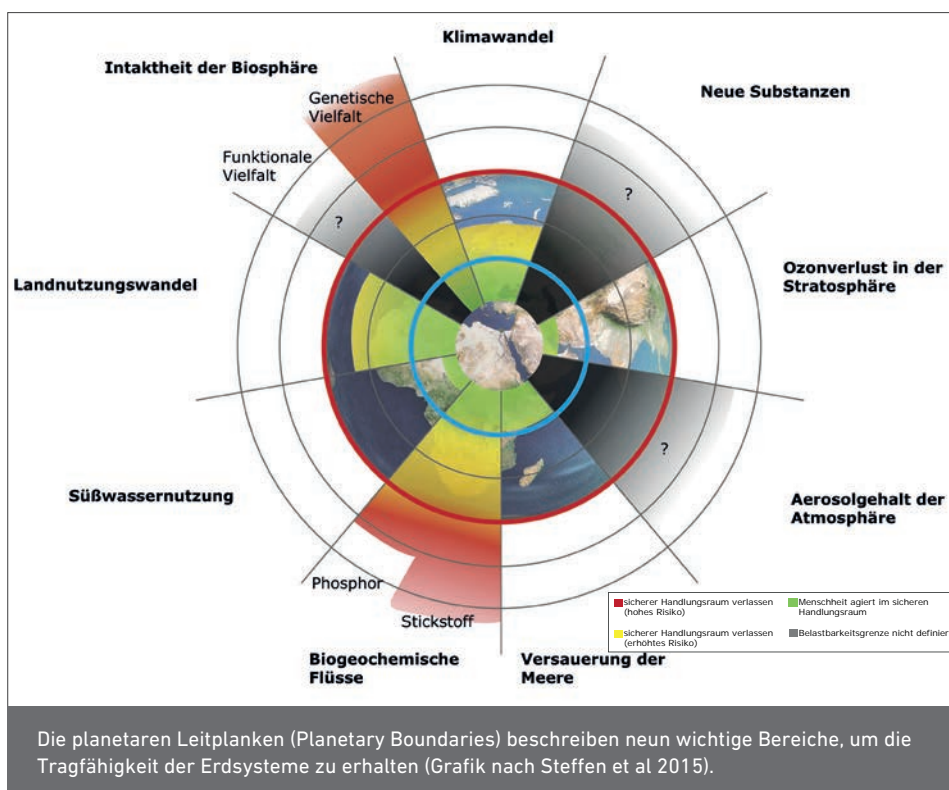 Klimawandel
Intaktheit der Biosphäre
Genetische
Vielfalt
Funktionale
Vielfalt
?
Neue Substanzen
?
Landnutzungswandel
Ozonverlust in der
Stratosphäre
Süßwassernutzung
?
Aerosolgehalt der
Atmosphäre
Phosphor
Stickstoff
Biogeochemische
Flüsse
Versauerung der
Meere
sicherer Handlungsraum verlassen
(hohes Risiko)
Menschheit agiert im sicheren
Handlungsraum
sicherer Handlungsraum verlassen
(erhöhtes Risiko)
Belastbarkeitsgrenze nicht definier
Die planetaren Leitplanken (Planetary Boundaries) beschreiben neun wichtige Bereiche, um die
Tragfähigkeit der Erdsysteme zu erhalten (Grafik nach Steffen et al 2015).